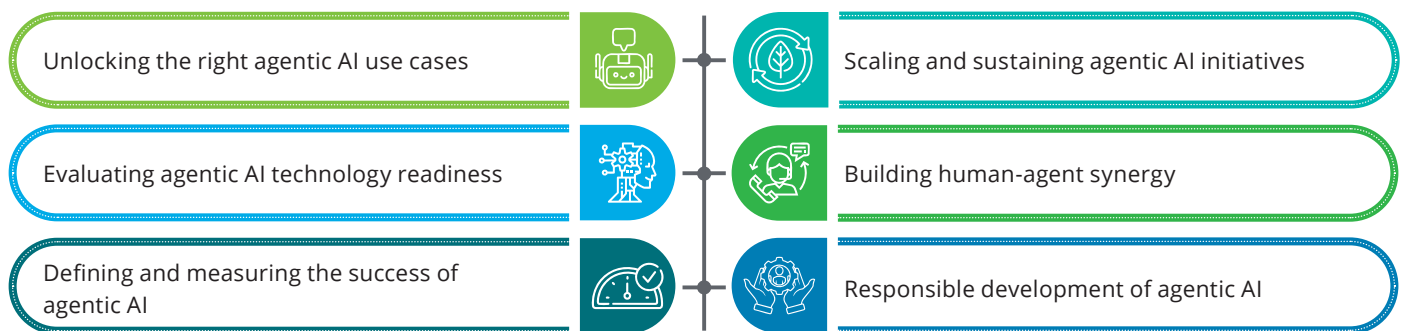 Unlocking the right agentic AI use cases
Evaluating agentic AI technology readiness
Defining and measuring the success of
agentic AI
Scaling and sustaining agentic AI initiatives
Building human-agent synergy
Responsible development of agentic AI